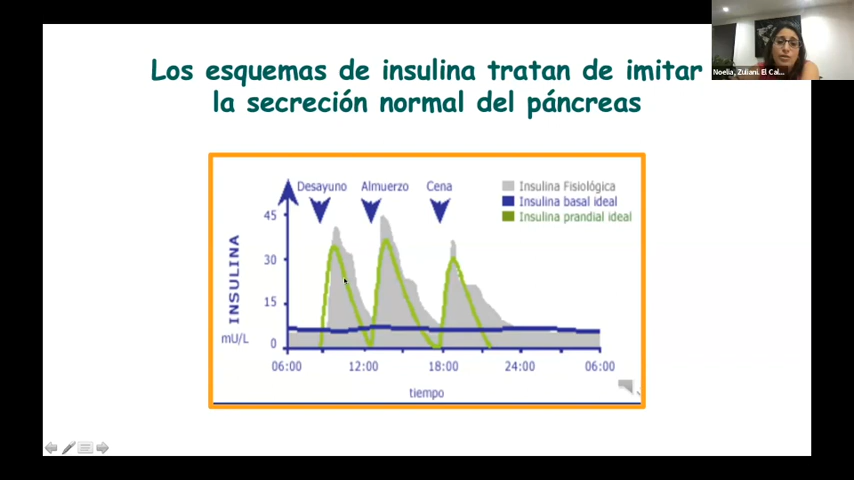 Los esquemas de insulina tratan de imitar
la secreción normal del páncreas
Noelia, Zuliani. El Cal...
Desayuno Almuerzo Cena
Insulina Fisiológica
Insulina basal ideal
Insulina prandial ideal
INSULINA
mU/L
45
30
15
0
06:00 12:00 18:00 24:00 06:00
tiempo